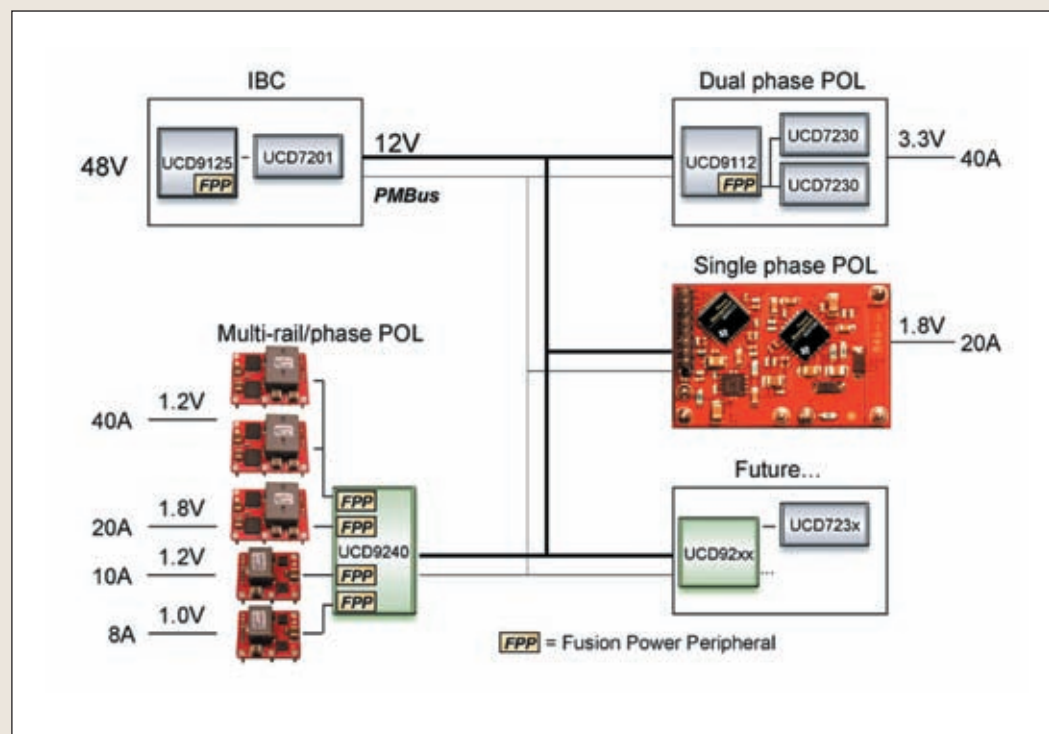 IBC
48V
UCD9125
FPP
UCD7201
12V
PMBus
Dual phase POL
UCD9112
FPP
UCD7230
UCD7230
3.3V
40A
Single phase POL
1.8V
20A
Multi-rail/phase POL
40A
1.2V
20A
1.8V
10A
1.2V
8A
1.0V
FPP
FPP
UCD9240
FPP
FPP
Future...
UCD92xx
UCD723x
...
FPP = Fusion Power Peripheral